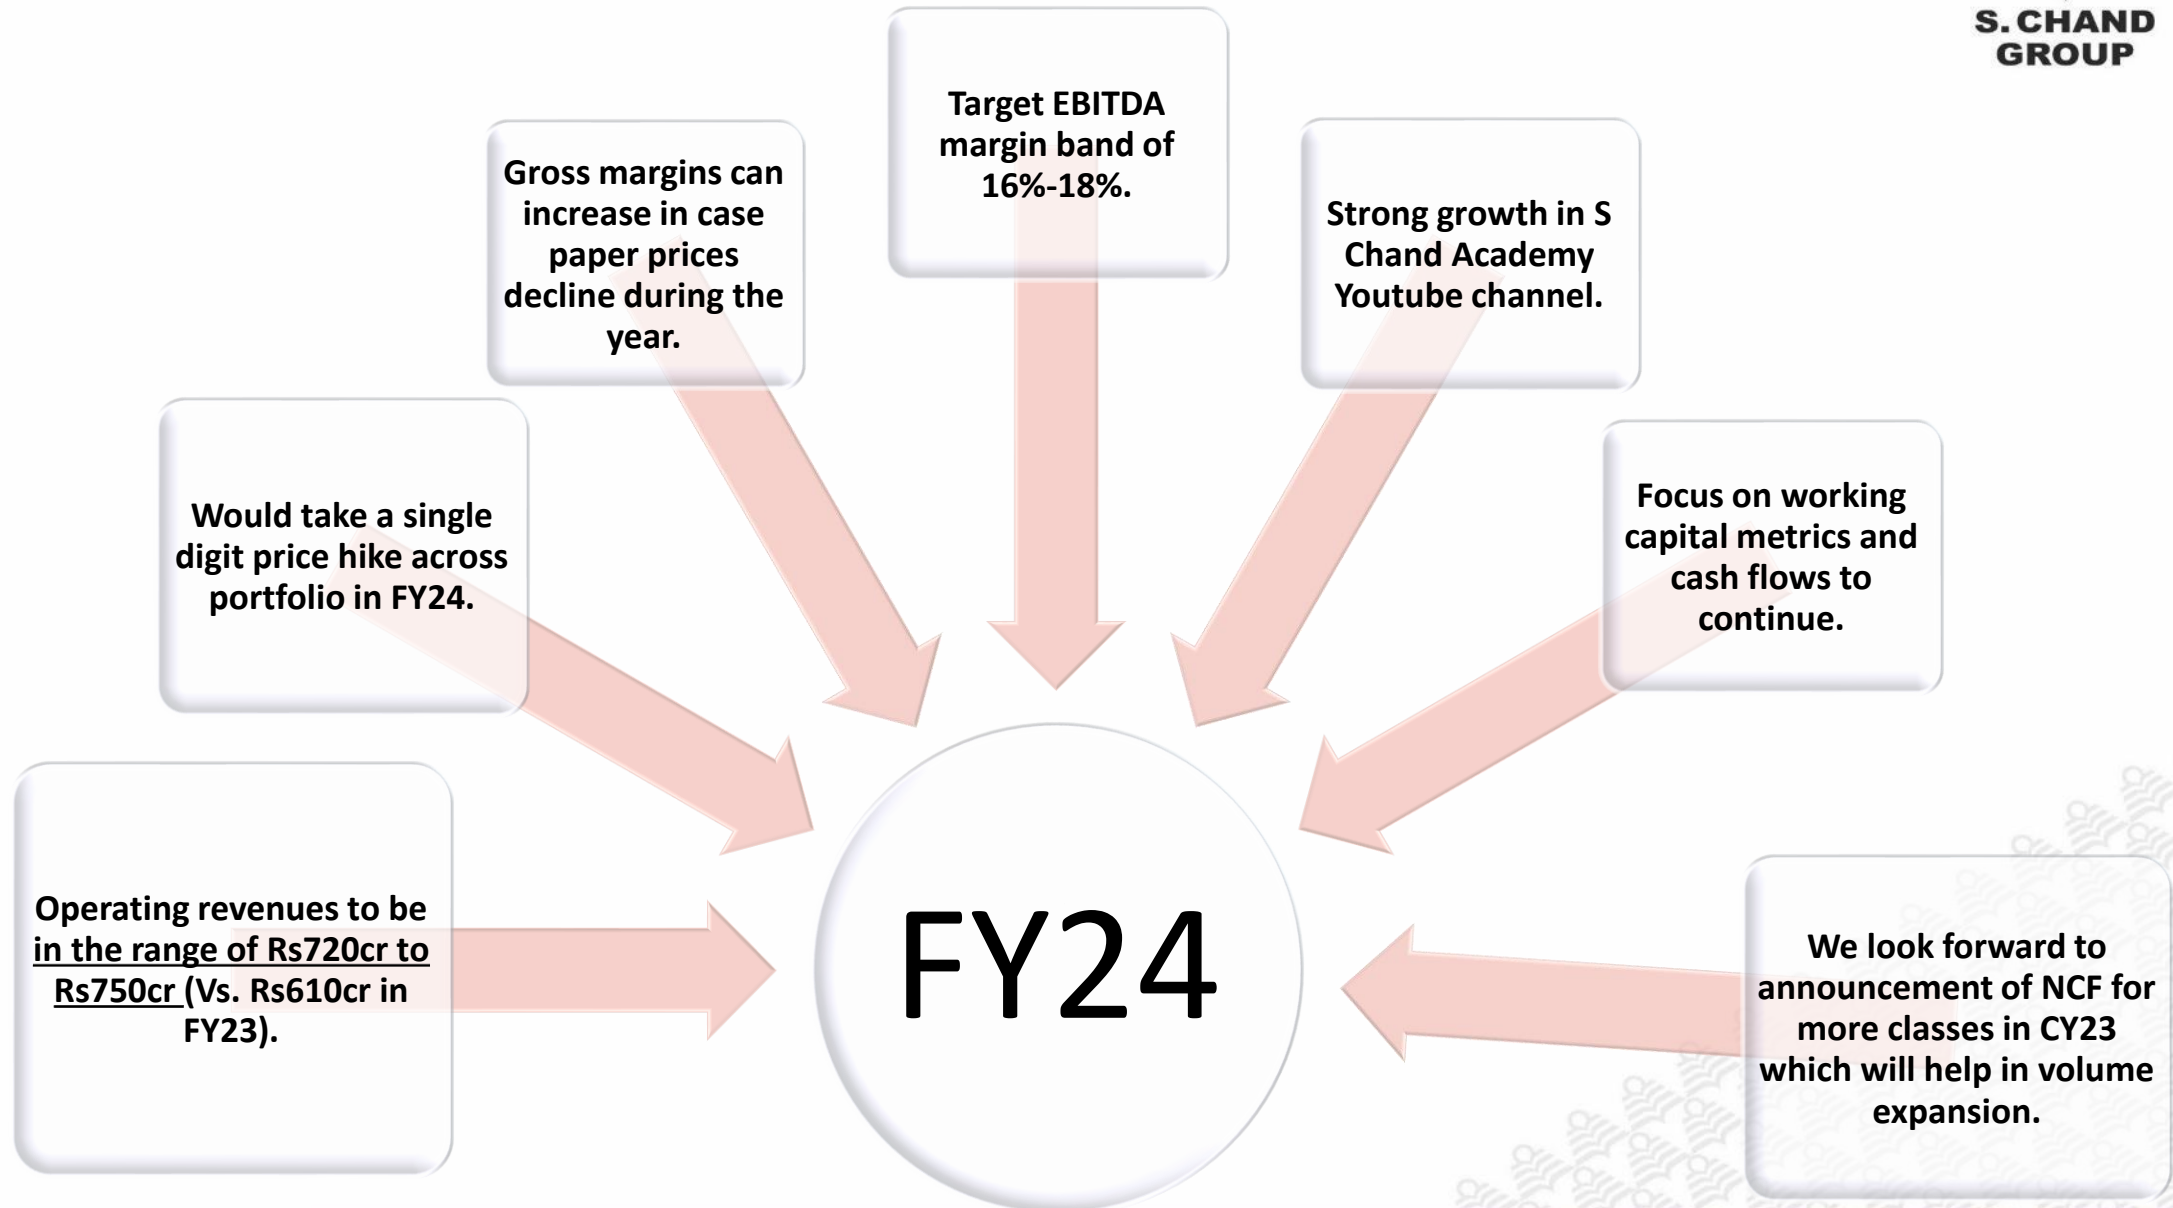 S. CHAND
GROUP
Target EBITDA
margin band of
16%-18%.
Gross margins can
increase in case
paper prices
decline during the
year.
Strong growth in S
Chand Academy
Youtube channel.
Would take a single
digit price hike across
portfolio in FY24.
Focus on working
capital metrics and
cash flows to
continue.
Operating revenues to be
in the range of Rs720cr to
Rs750cr (Vs. Rs610cr in
FY23).
FY24
We look forward to
announcement of NCF for
more classes in CY23
which will help in volume
expansion.